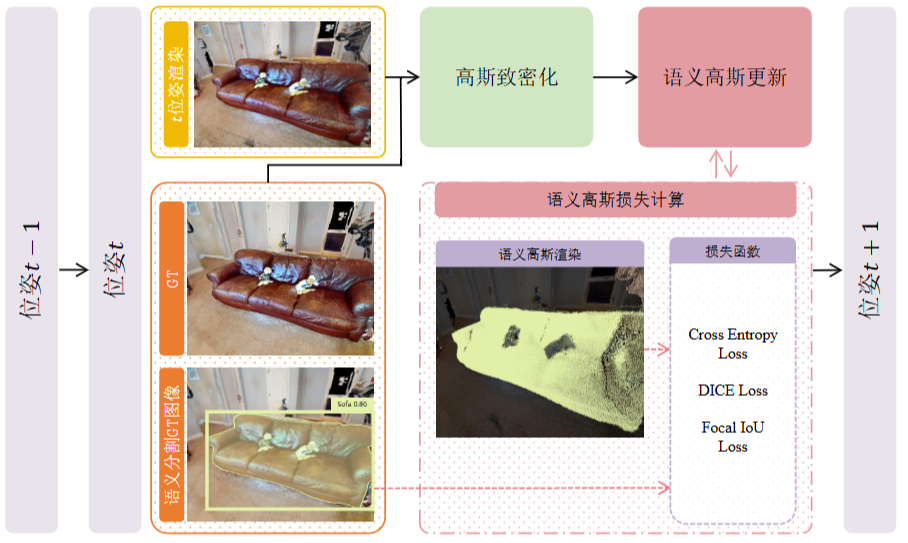 位姿t − 1
位姿t
t位姿渲染
GT
语义分割GT图像
Sofa 0.86
高斯致密化
语义高斯更新
语义高斯损失计算
语义高斯渲染
损失函数
Cross Entropy
Loss
DICE Loss
Focal IoU
Loss
位姿t + 1